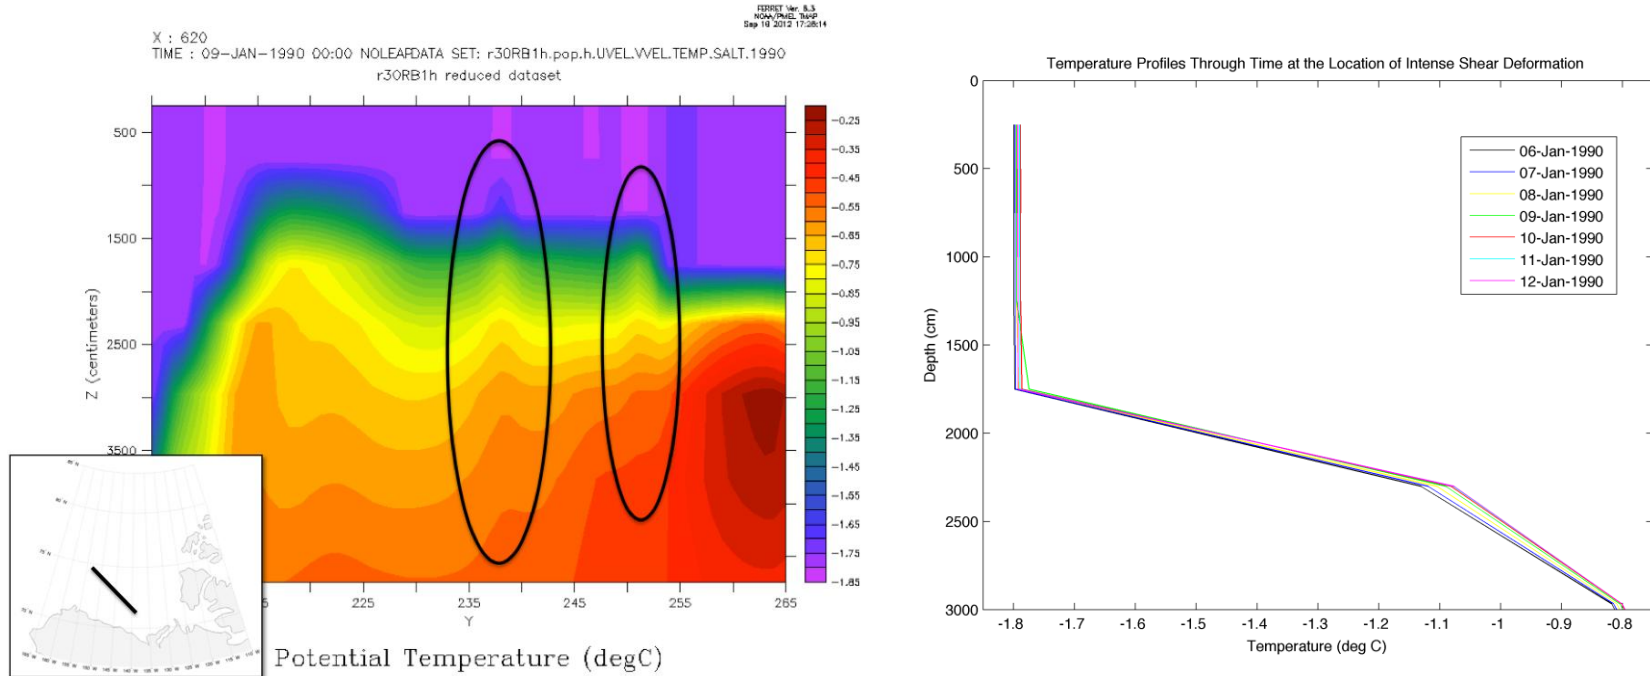 FERRET Ver. 5.5
NOAA/PMEL TMAP
Sep 18 2012 17:28:14
X : 620
TIME : 09-JAN-1990 00:00 NOLEAPDATA SET: r30RB1h.pop.h.UVEL.VVEL.TEMP.SALT.1990
r30RB1h reduced dataset
500
1500
2500
3500
Z (centimeters)
225
235
245
255
265
Y
Potential Temperature (degC)
-0.25
-0.35
-0.45
-0.55
-0.65
-0.75
-0.85
-0.95
-1.05
-1.15
-1.25
-1.35
-1.45
-1.55
-1.65
-1.75
-1.85
Temperature Profiles Through Time at the Location of Intense Shear Deformation
0
500
1000
1500
2000
2500
3000
Depth (cm)
-1.8
-1.7
-1.6
-1.5
-1.4
-1.3
-1.2
-1.1
-1
-0.9
-0.8
Temperature (deg C)
06-Jan-1990
07-Jan-1990
08-Jan-1990
09-Jan-1990
10-Jan-1990
11-Jan-1990
12-Jan-1990